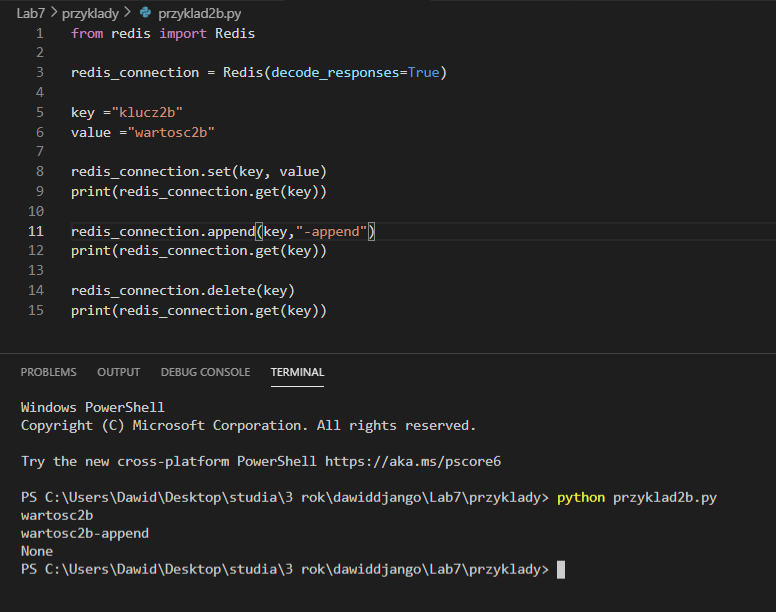 Lab7 > przyklady > przyklad2b.py
1 from redis import Redis
2
3 redis_connection = Redis(decode_responses=True)
4
5 key ="klucz2b"
6 value ="wartosc2b"
7
8 redis_connection.set(key, value)
9 print(redis_connection.get(key))
10
11 redis_connection.append(key,"-append")
12 print(redis_connection.get(key))
13
14 redis_connection.delete(key)
15 print(redis_connection.get(key))
PROBLEMS OUTPUT DEBUG CONSOLE TERMINAL
Windows PowerShell
Copyright (C) Microsoft Corporation. All rights reserved.
Try the new cross-platform PowerShell https://aka.ms/pscore6
PS C:\Users\Dawid\Desktop\studia\3 rok\dawiddjango\Lab7\przyklady> python przyklad2b.py
wartosc2b
wartosc2b-append
None
PS C:\Users\Dawid\Desktop\studia\3 rok\dawiddjango\Lab7\przyklady>